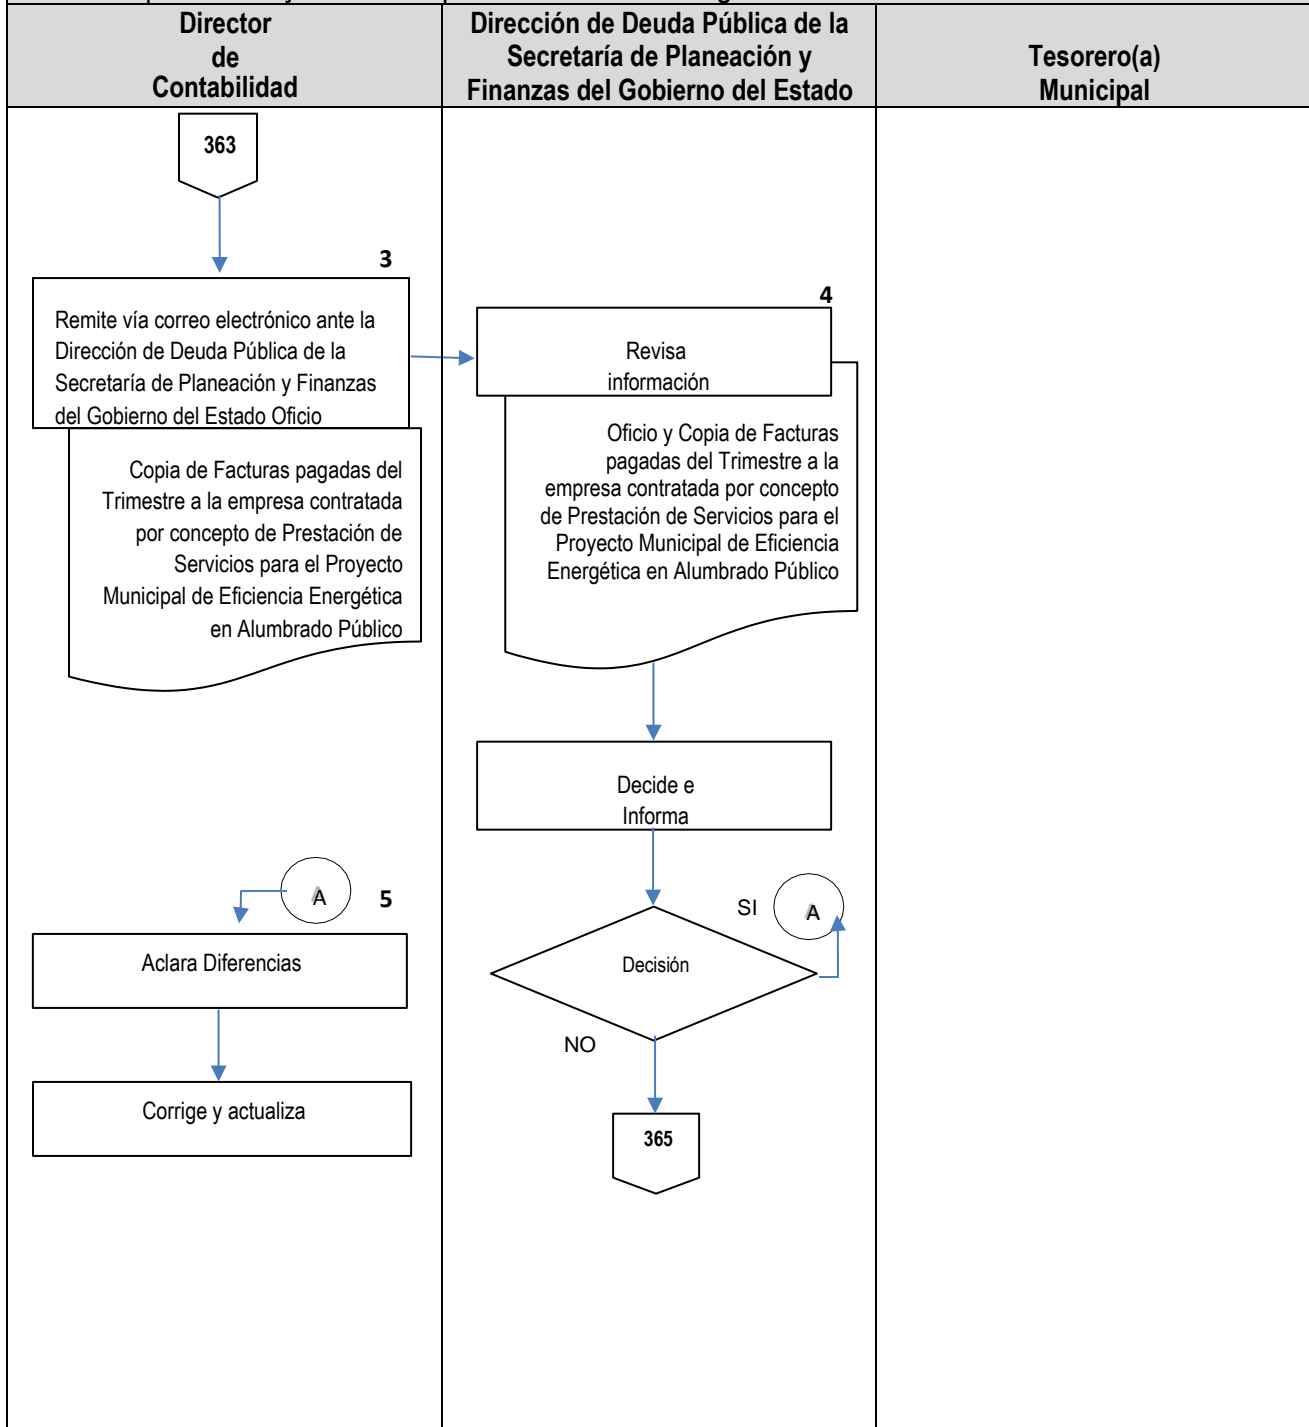 Director
de
Contabilidad
Dirección de Deuda Pública de la
Secretaría de Planeación y
Finanzas del Gobierno del Estado
Tesorero(a)
Municipal
363
3
Remite vía correo electrónico ante la
Dirección de Deuda Pública de la
Secretaría de Planeación y Finanzas
del Gobierno del Estado Oficio
Copia de Facturas pagadas del
Trimestre a la empresa contratada
por concepto de Prestación de
Servicios para el Proyecto
Municipal de Eficiencia Energética
en Alumbrado Público
4
Revisa
información
Oficio y Copia de Facturas
pagadas del Trimestre a la
empresa contratada por concepto
de Prestación de Servicios para el
Proyecto Municipal de Eficiencia
Energética en Alumbrado Público
Decide e
Informa
A
5
SI
A
Aclara Diferencias
Decisión
NO
Corrige y actualiza
365